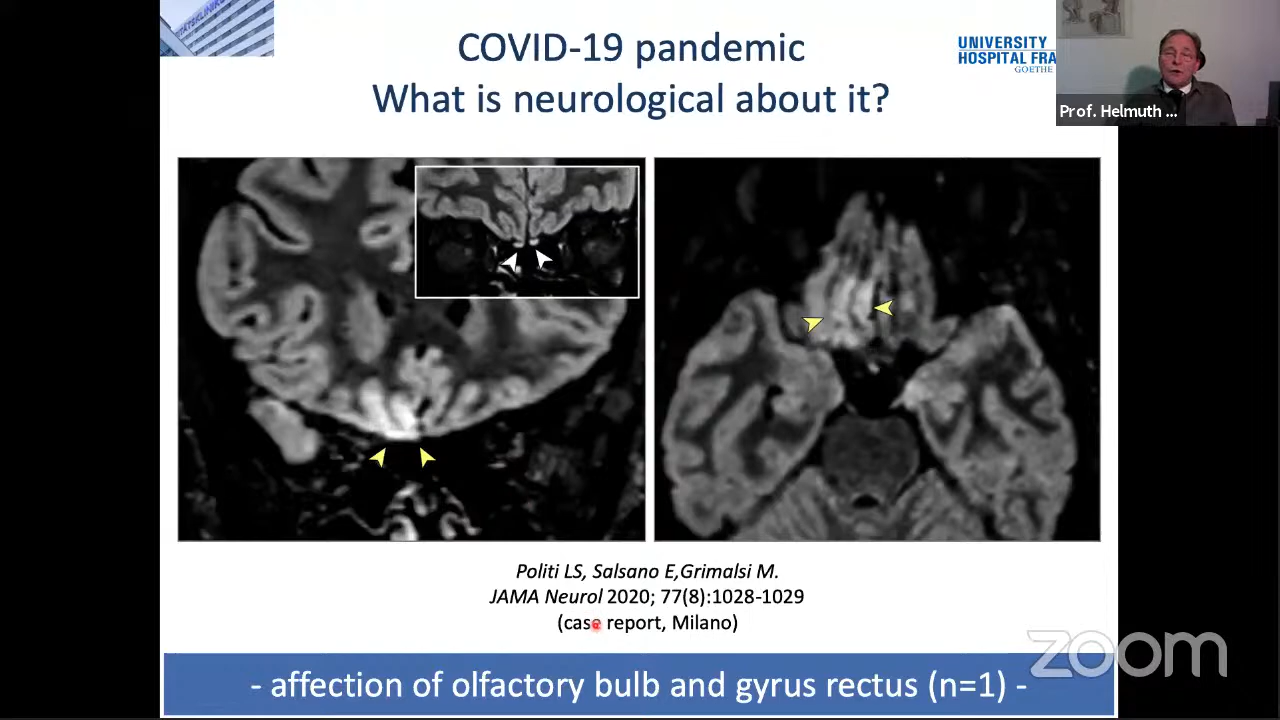 COVID-19 pandemic
What is neurological about it?
UNIVERSITY
HOSPITAL FRA
GOETHE
Prof. Helmuth ...
Politi LS, Salsano E,Grimalsi M.
JAMA Neurol 2020; 77(8):1028-1029
(case report, Milano)
zoom
- affection of olfactory bulb and gyrus rectus (n=1) -